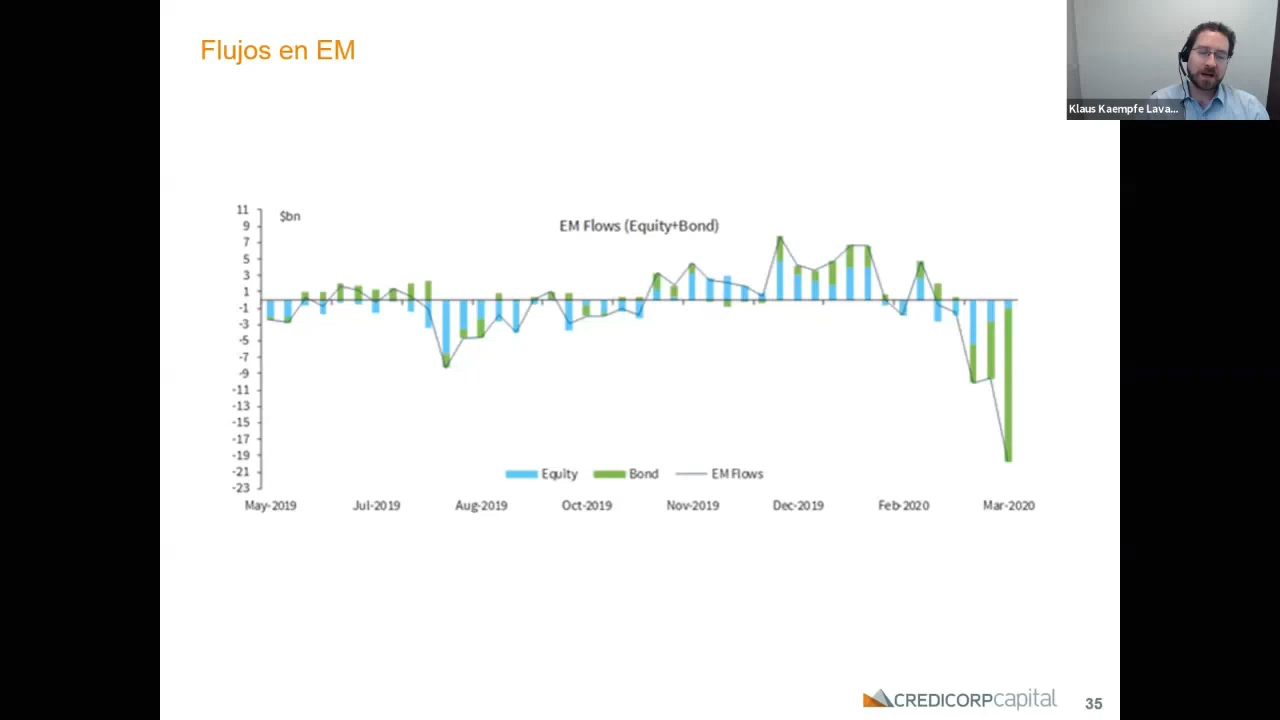 Flujos en EM
Klaus Kaempfe Lava...
$bn
EM Flows (Equity+Bond)
11
9
7
5
3
1
-1
-3
-5
-7
-9
-11
-13
-15
-17
-19
-21
-23
Equity
Bond
EM Flows
May-2019
Jul-2019
Aug-2019
Oct-2019
Nov-2019
Dec-2019
Feb-2020
Mar-2020
CREDICORPcapital
35